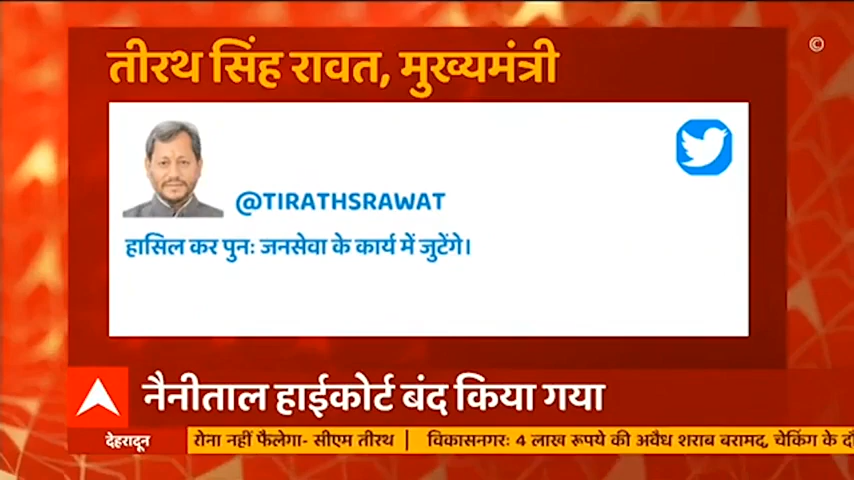 ©
तीरथ सिंह रावत, मुख्यमंत्री
@TIRATHSRAWAT
हासिल कर पुनः जनसेवा के कार्य में जुटेंगे।
नैनीताल हाईकोर्ट बंद किया गया
देहरादून
रोना नहीं फैलेगा- सीएम तीरथ | विकासनगरः 4 लाख रूपये की अवैध शराब बरामद, चेकिंग के